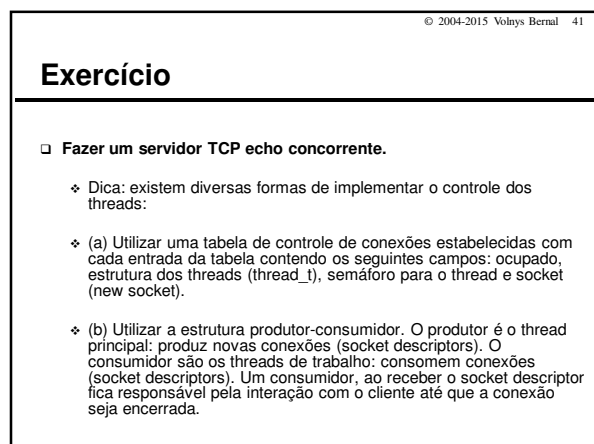 © 2004-2015 Volnys Bernal 41
Exercício
❑ Fazer um servidor TCP echo concorrente.
❖ Dica: existem diversas formas de implementar o controle dos
threads:
❖ (a) Utilizar uma tabela de controle de conexões estabelecidas com
cada entrada da tabela contendo os seguintes campos: ocupado,
estrutura dos threads (thread_t), semáforo para o thread e socket
(new socket).
❖ (b) Utilizar a estrutura produtor-consumidor. O produtor é o thread
principal: produz novas conexões (socket descriptors). O
consumidor são os threads de trabalho: consomem conexões
(socket descriptors). Um consumidor, ao receber o socket descriptor
fica responsável pela interação com o cliente até que a conexão
seja encerrada.